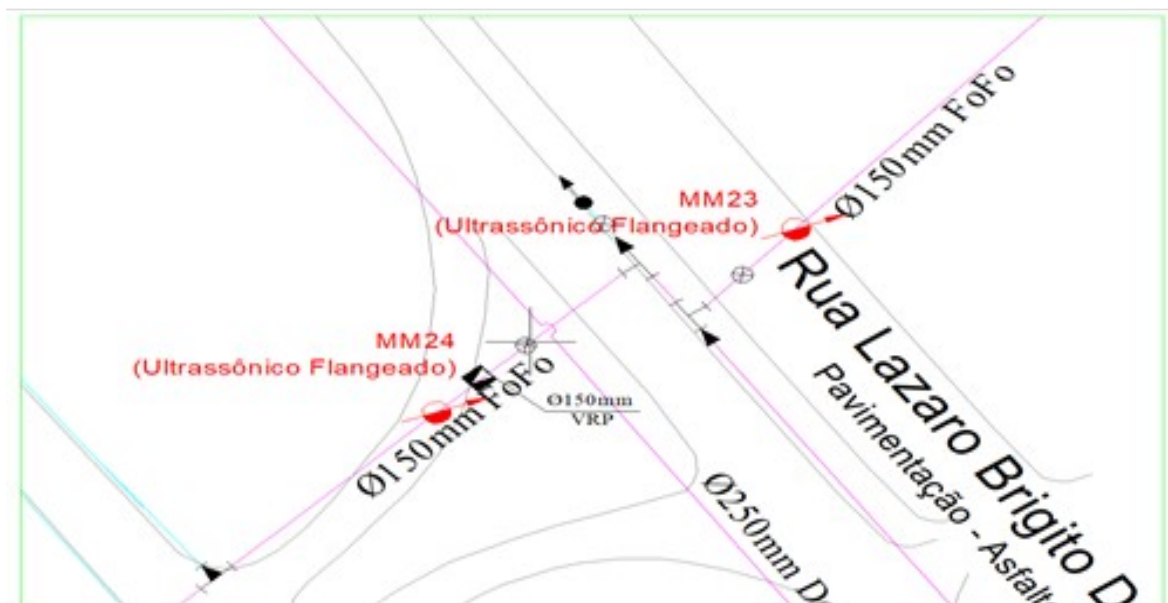 Ø150mm FoFo
MM23
(Ultrassônico Flangeado)
Rua Lazaro Brigito
MM24
(Ultrassônico Flangeado)
Ø150mm FoFo
Ø150mm
VRP
Pavimentação - Asfalt
Ø250mm